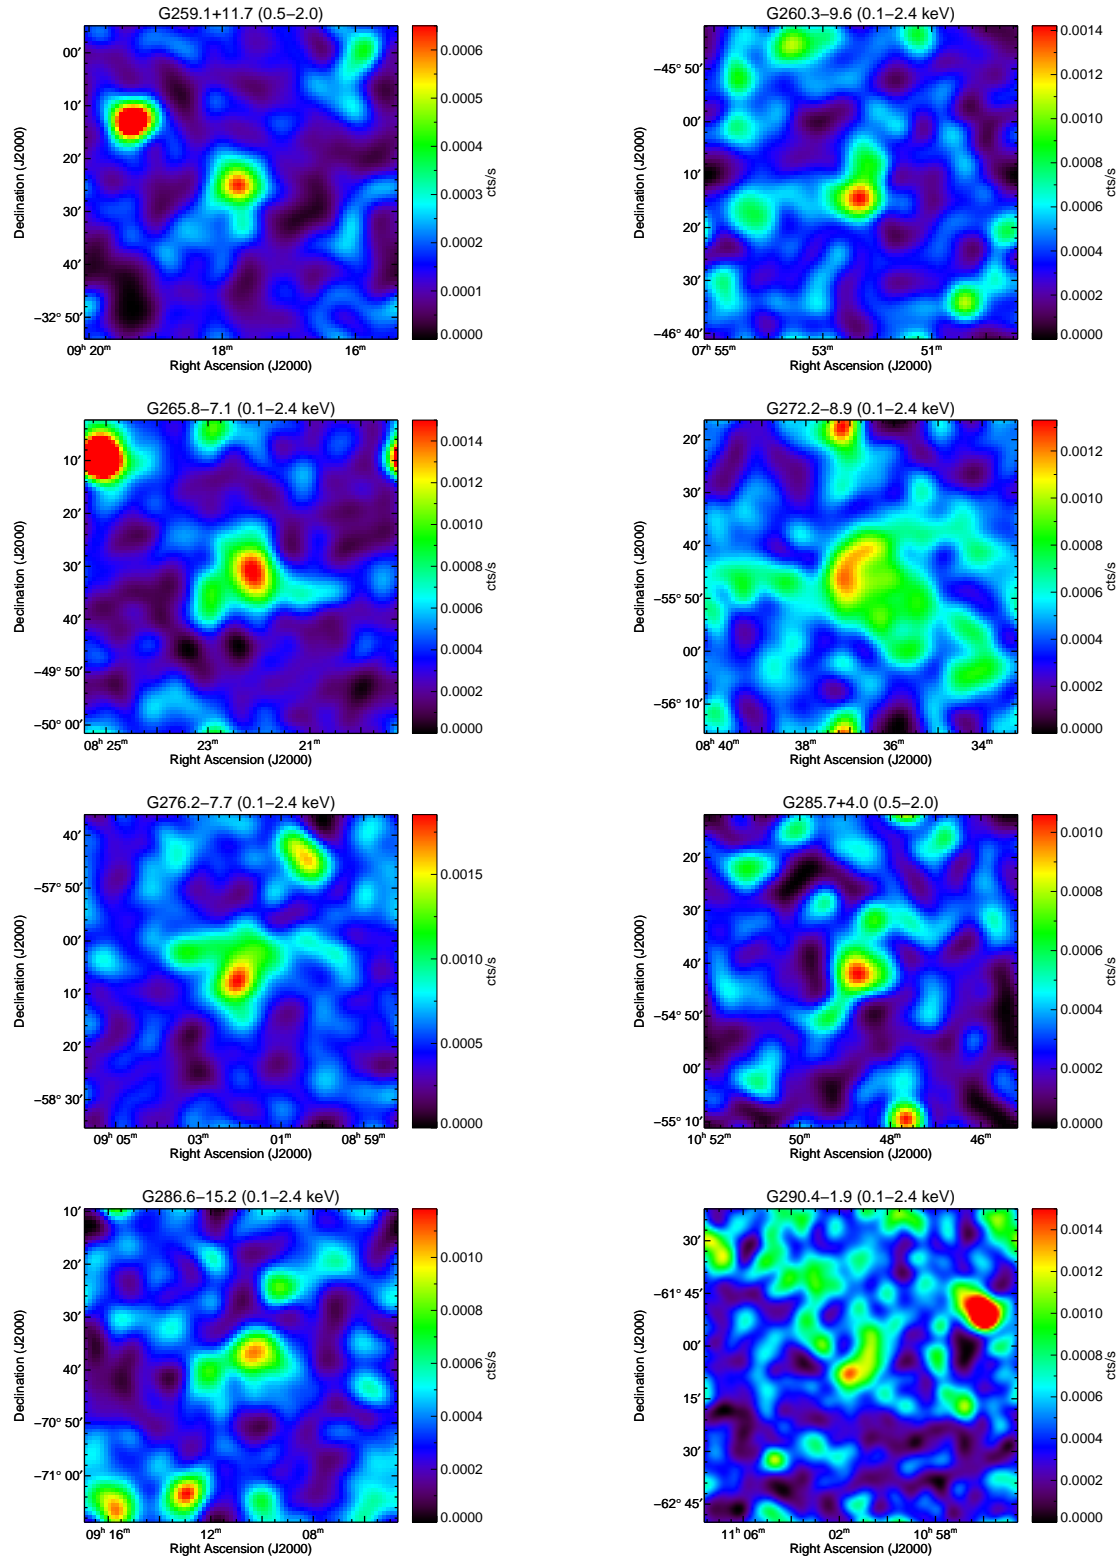 G259.1+11.7 (0.5−2.0)
00′
10′
20′
30′
40′
−32° 50′
09ʰ 20ᵐ 18ᵐ 16ᵐ
Right Ascension (J2000)
Declination (J2000)
0.0006
0.0005
0.0004
0.0003
0.0002
0.0001
0.0000
cts/s
G260.3−9.6 (0.1−2.4 keV)
−45° 50′
00′
10′
20′
30′
−46° 40′
07ʰ 55ᵐ 53ᵐ 51ᵐ
Right Ascension (J2000)
Declination (J2000)
0.0014
0.0012
0.0010
0.0008
0.0006
0.0004
0.0002
0.0000
cts/s
G265.8−7.1 (0.1−2.4 keV)
10′
20′
30′
40′
−49° 50′
−50° 00′
08ʰ 25ᵐ 23ᵐ 21ᵐ
Right Ascension (J2000)
Declination (J2000)
0.0014
0.0012
0.0010
0.0008
0.0006
0.0004
0.0002
0.0000
cts/s
G272.2−8.9 (0.1−2.4 keV)
20′
30′
40′
−55° 50′
00′
−56° 10′
08ʰ 40ᵐ 38ᵐ 36ᵐ 34ᵐ
Right Ascension (J2000)
Declination (J2000)
0.0012
0.0010
0.0008
0.0006
0.0004
0.0002
0.0000
cts/s
G276.2−7.7 (0.1−2.4 keV)
40′
−57° 50′
00′
10′
20′
−58° 30′
09ʰ 05ᵐ 03ᵐ 01ᵐ 08ʰ 59ᵐ
Right Ascension (J2000)
Declination (J2000)
0.0015
0.0010
0.0005
0.0000
cts/s
G285.7+4.0 (0.5−2.0)
20′
30′
40′
−54° 50′
00′
−55° 10′
10ʰ 52ᵐ 50ᵐ 48ᵐ 46ᵐ
Right Ascension (J2000)
Declination (J2000)
0.0010
0.0008
0.0006
0.0004
0.0002
0.0000
cts/s
G286.6−15.2 (0.1−2.4 keV)
10′
20′
30′
40′
−70° 50′
−71° 00′
09ʰ 16ᵐ 12ᵐ 08ᵐ
Right Ascension (J2000)
Declination (J2000)
0.0010
0.0008
0.0006
0.0004
0.0002
0.0000
cts/s
G290.4−1.9 (0.1−2.4 keV)
30′
−61° 45′
00′
15′
30′
−62° 45′
11ʰ 06ᵐ 02ᵐ 10ʰ 58ᵐ
Right Ascension (J2000)
Declination (J2000)
0.0014
0.0012
0.0010
0.0008
0.0006
0.0004
0.0002
0.0000
cts/s